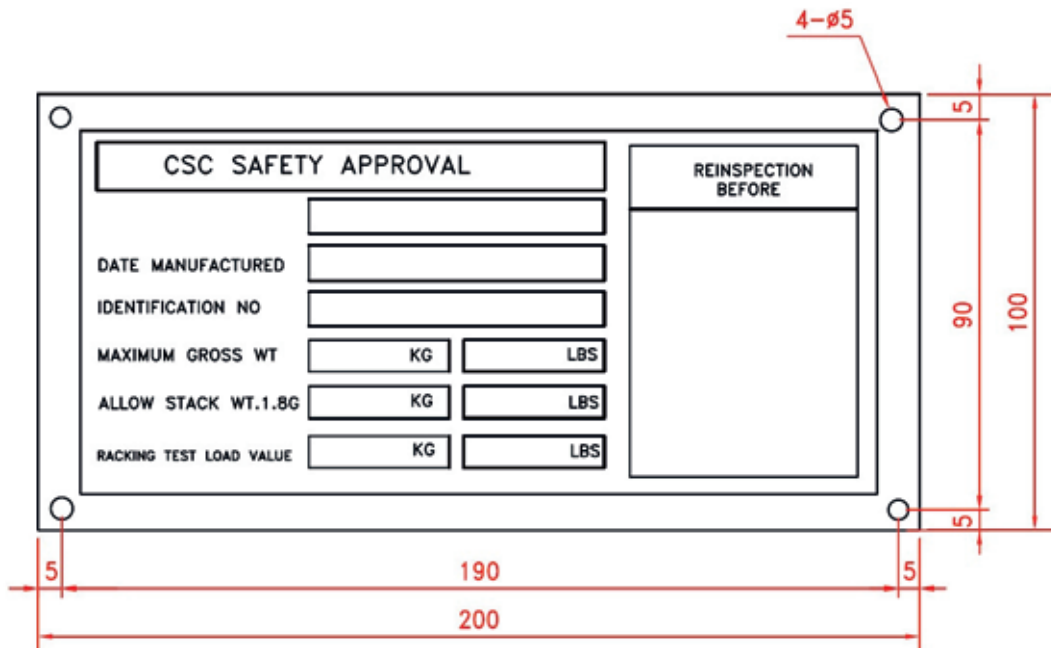 4-ø5
CSC SAFETY APPROVAL
REINSPECTION
BEFORE
DATE MANUFACTURED
IDENTIFICATION NO
MAXIMUM GROSS WT KG LBS
ALLOW STACK WT.1.8G KG LBS
RACKING TEST LOAD VALUE KG LBS
5
90
100
5
5 190 5
200